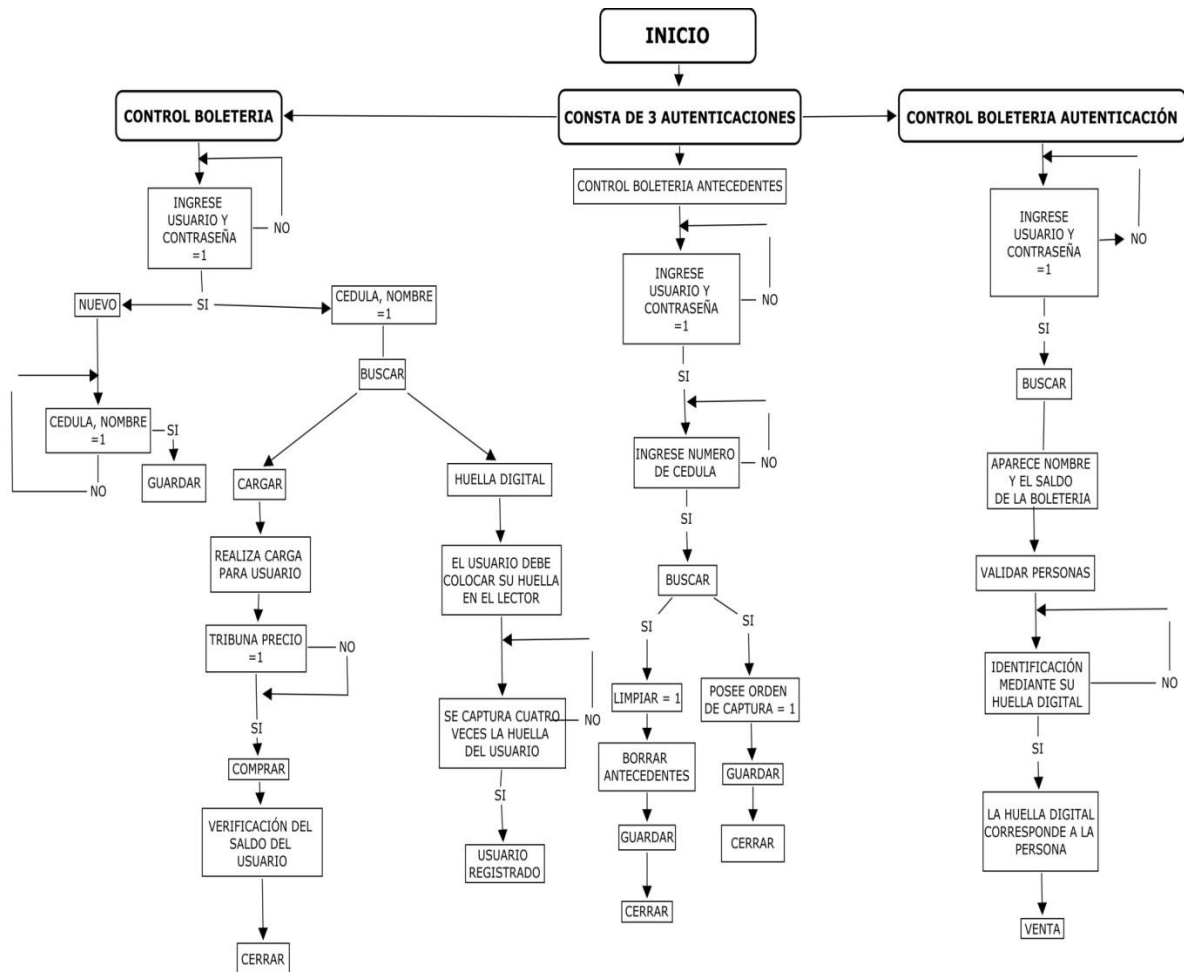 INICIO
CONTROL BOLETERIA
CONSTA DE 3 AUTENTICACIONES
CONTROL BOLETERIA AUTENTICACIÓN
INGRESE
USUARIO Y
CONTRASEÑA
=1
NO
SI
NUEVO
CEDULA, NOMBRE
=1
SI
NO
GUARDAR
CEDULA, NOMBRE
=1
BUSCAR
CARGAR
REALIZA CARGA
PARA USUARIO
TRIBUNA PRECIO
=1
NO
SI
COMPRAR
VERIFICACIÓN DEL
SALDO DEL
USUARIO
CERRAR
HUELLA DIGITAL
EL USUARIO DEBE
COLOCAR SU HUELLA
EN EL LECTOR
SE CAPTURA CUATRO
VECES LA HUELLA
DEL USUARIO
NO
SI
USUARIO
REGISTRADO
CONTROL BOLETERIA ANTECEDENTES
INGRESE
USUARIO Y
CONTRASEÑA
=1
NO
SI
INGRESE NUMERO
DE CEDULA
NO
SI
BUSCAR
SI
LIMPIAR = 1
BORRAR
ANTECEDENTES
GUARDAR
CERRAR
SI
POSEE ORDEN
DE CAPTURA = 1
GUARDAR
CERRAR
INGRESE
USUARIO Y
CONTRASEÑA
=1
NO
SI
BUSCAR
APARECE NOMBRE
Y EL SALDO
DE LA BOLETERIA
VALIDAR PERSONAS
IDENTIFICACIÓN
MEDIANTE SU
HUELLA DIGITAL
NO
SI
LA HUELLA DIGITAL
CORRESPONDE A LA
PERSONA
VENTA